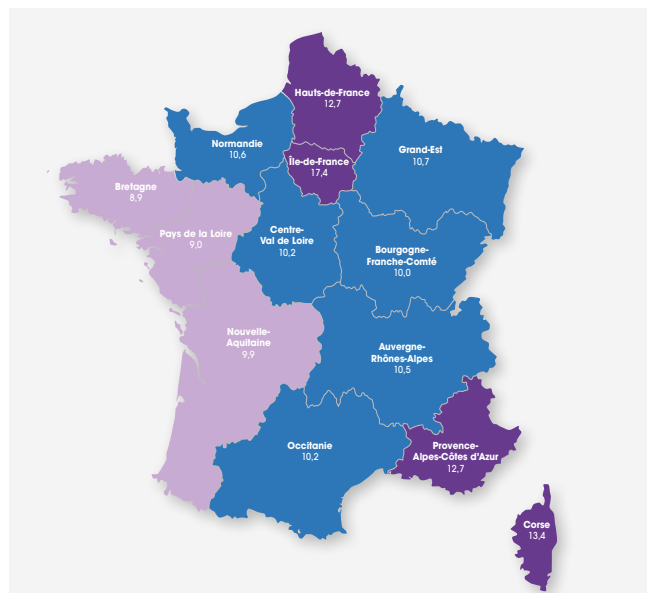 Hauts-de-France
12,7
Normandie
10,6
Grand-Est
10,7
Île-de-France
17,4
Bretagne
8,9
Pays de la Loire
9,0
Centre-
Val de Loire
10,2
Bourgogne-
Franche-Comté
10,0
Nouvelle-
Aquitaine
9,9
Auvergne-
Rhônes-Alpes
10,5
Occitanie
10,2
Provence-
Alpes-Côtes d'Azur
12,7
Corse
13,4